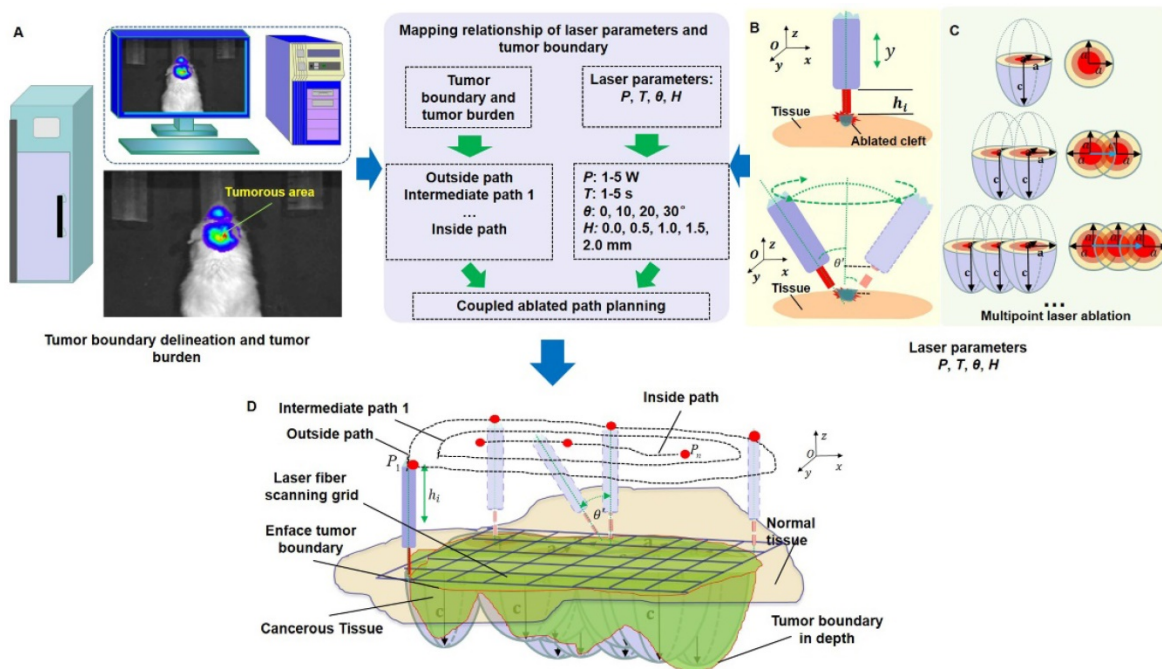 A
Tumorous area
Tumor boundary delineation and tumor
burden
Mapping relationship of laser parameters and
tumor boundary
Tumor
boundary and
tumor burden
Laser parameters:
P, T, θ, H
Outside path
Intermediate path 1
…
Inside path
P: 1-5 W
T: 1-5 s
θ: 0, 10, 20, 30°
H: 0.0, 0.5, 1.0, 1.5,
2.0 mm
Coupled ablated path planning
B
z
O
x
y
y
h_i
Tissue
Ablated cleft
z
O
x
y
θ'
Tissue
C
a
c
a
a
a
c
a
a
a
a
c
a
a
a
a
...
Multipoint laser ablation
Laser parameters
P, T, θ, H
D
Intermediate path 1
Outside path
Inside path
P_1
P_n
z
O
x
y
Laser fiber
scanning grid
h_i
θ'
Enface tumor
boundary
Normal
tissue
a
a
c
c
c
Cancerous Tissue
Tumor boundary
in depth